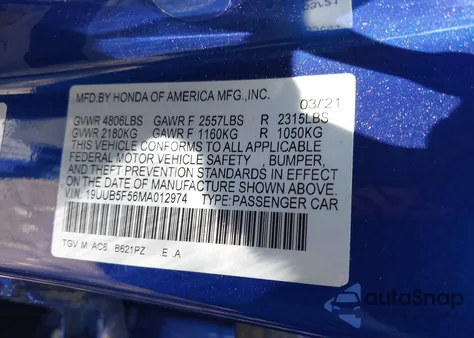 MFD.BY HONDA OF AMERICA MFG.,INC. 03/21
GVWR 4806LBS GAWR F 2557LBS R 2315LBS
GVWR 2180KG GAWR F 1160KG R 1050KG
THIS VEHICLE CONFORMS TO ALL APPLICABLE
FEDERAL MOTOR VEHICLE SAFETY , BUMPER,
AND THEFT PREVENTION STANDARDS IN EFFECT
ON THE DATE OF MANUFACTURE SHOWN ABOVE.
V.I.N. 19UUB5F56MA012974 TYPE:PASSENGER CAR
TGV M AC6 B621PZ E A
autoSnap